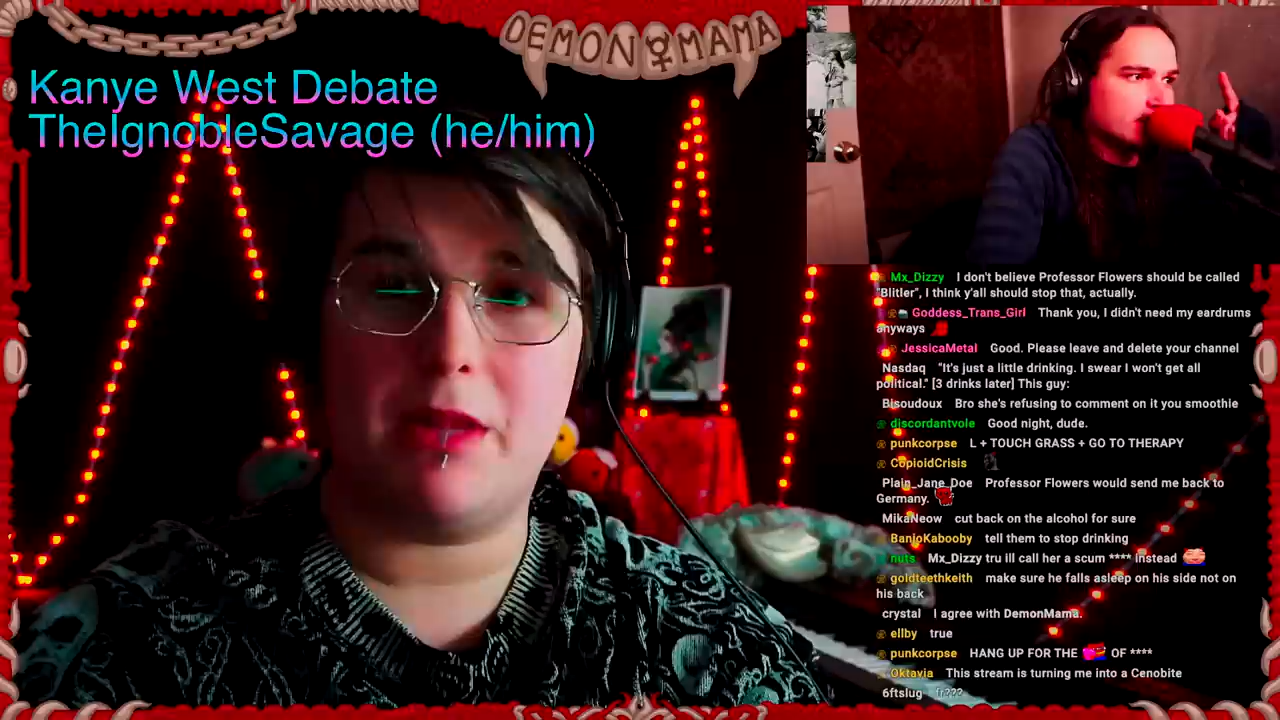 DEMON MAMA
Kanye West Debate
TheIgnobleSavage (he/him)
Mx_Dizzy I don't believe Professor Flowers should be called
"Blitler", I think y'all should stop that, actually.
Goddess_Trans_Girl Thank you, I didn't need my eardrums
anyways
JessicaMetal Good. Please leave and delete your channel
Nasdaq "It's just a little drinking. I swear I won't get all
political." [3 drinks later] This guy:
Bisoudoux Bro she's refusing to comment on it you smoothie
discordantvole Good night, dude.
punkcorpse L + TOUCH GRASS + GO TO THERAPY
CopioidCrisis
Plain_Jane_Doe Professor Flowers would send me back to
Germany.
MikaNeow cut back on the alcohol for sure
BanjoKabooby tell them to stop drinking
nuts Mx_Dizzy tru ill call her a scum **** instead
goldteethkeith make sure he falls asleep on his side not on
his back
crystal I agree with DemonMama.
ellby true
punkcorpse HANG UP FOR THE OF ****
Oktavia This stream is turning me into a Cenobite
6ftslug fr???